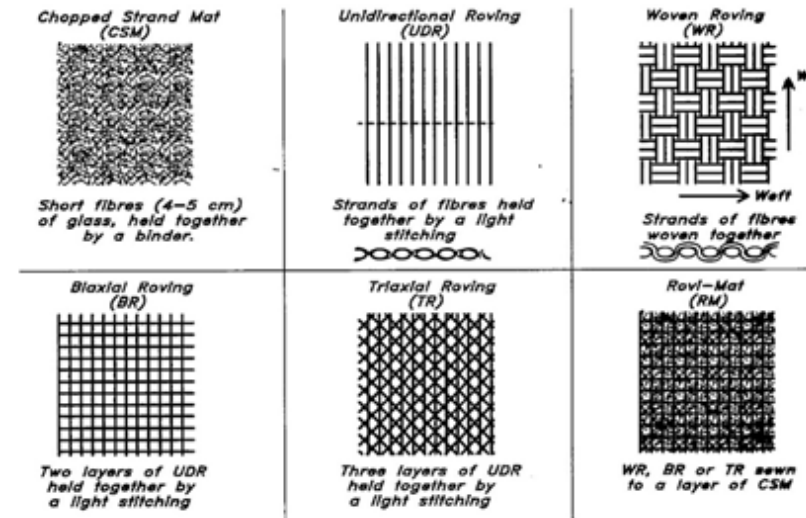 Chopped Strand Mat
(CSM)
Short fibres (4-5 cm)
of glass, held together
by a binder.
Unidirectional Roving
(UDR)
Strands of fibres held
together by a light
stitching
Woven Roving
(WR)
W
Weft
Strands of fibres
woven together
Biaxial Roving
(BR)
Two layers of UDR
held together by
a light stitching
Triaxial Roving
(TR)
Three layers of UDR
held together by
a light stitching
Rovi-Mat
(RM)
WR, BR or TR sewn
to a layer of CSM